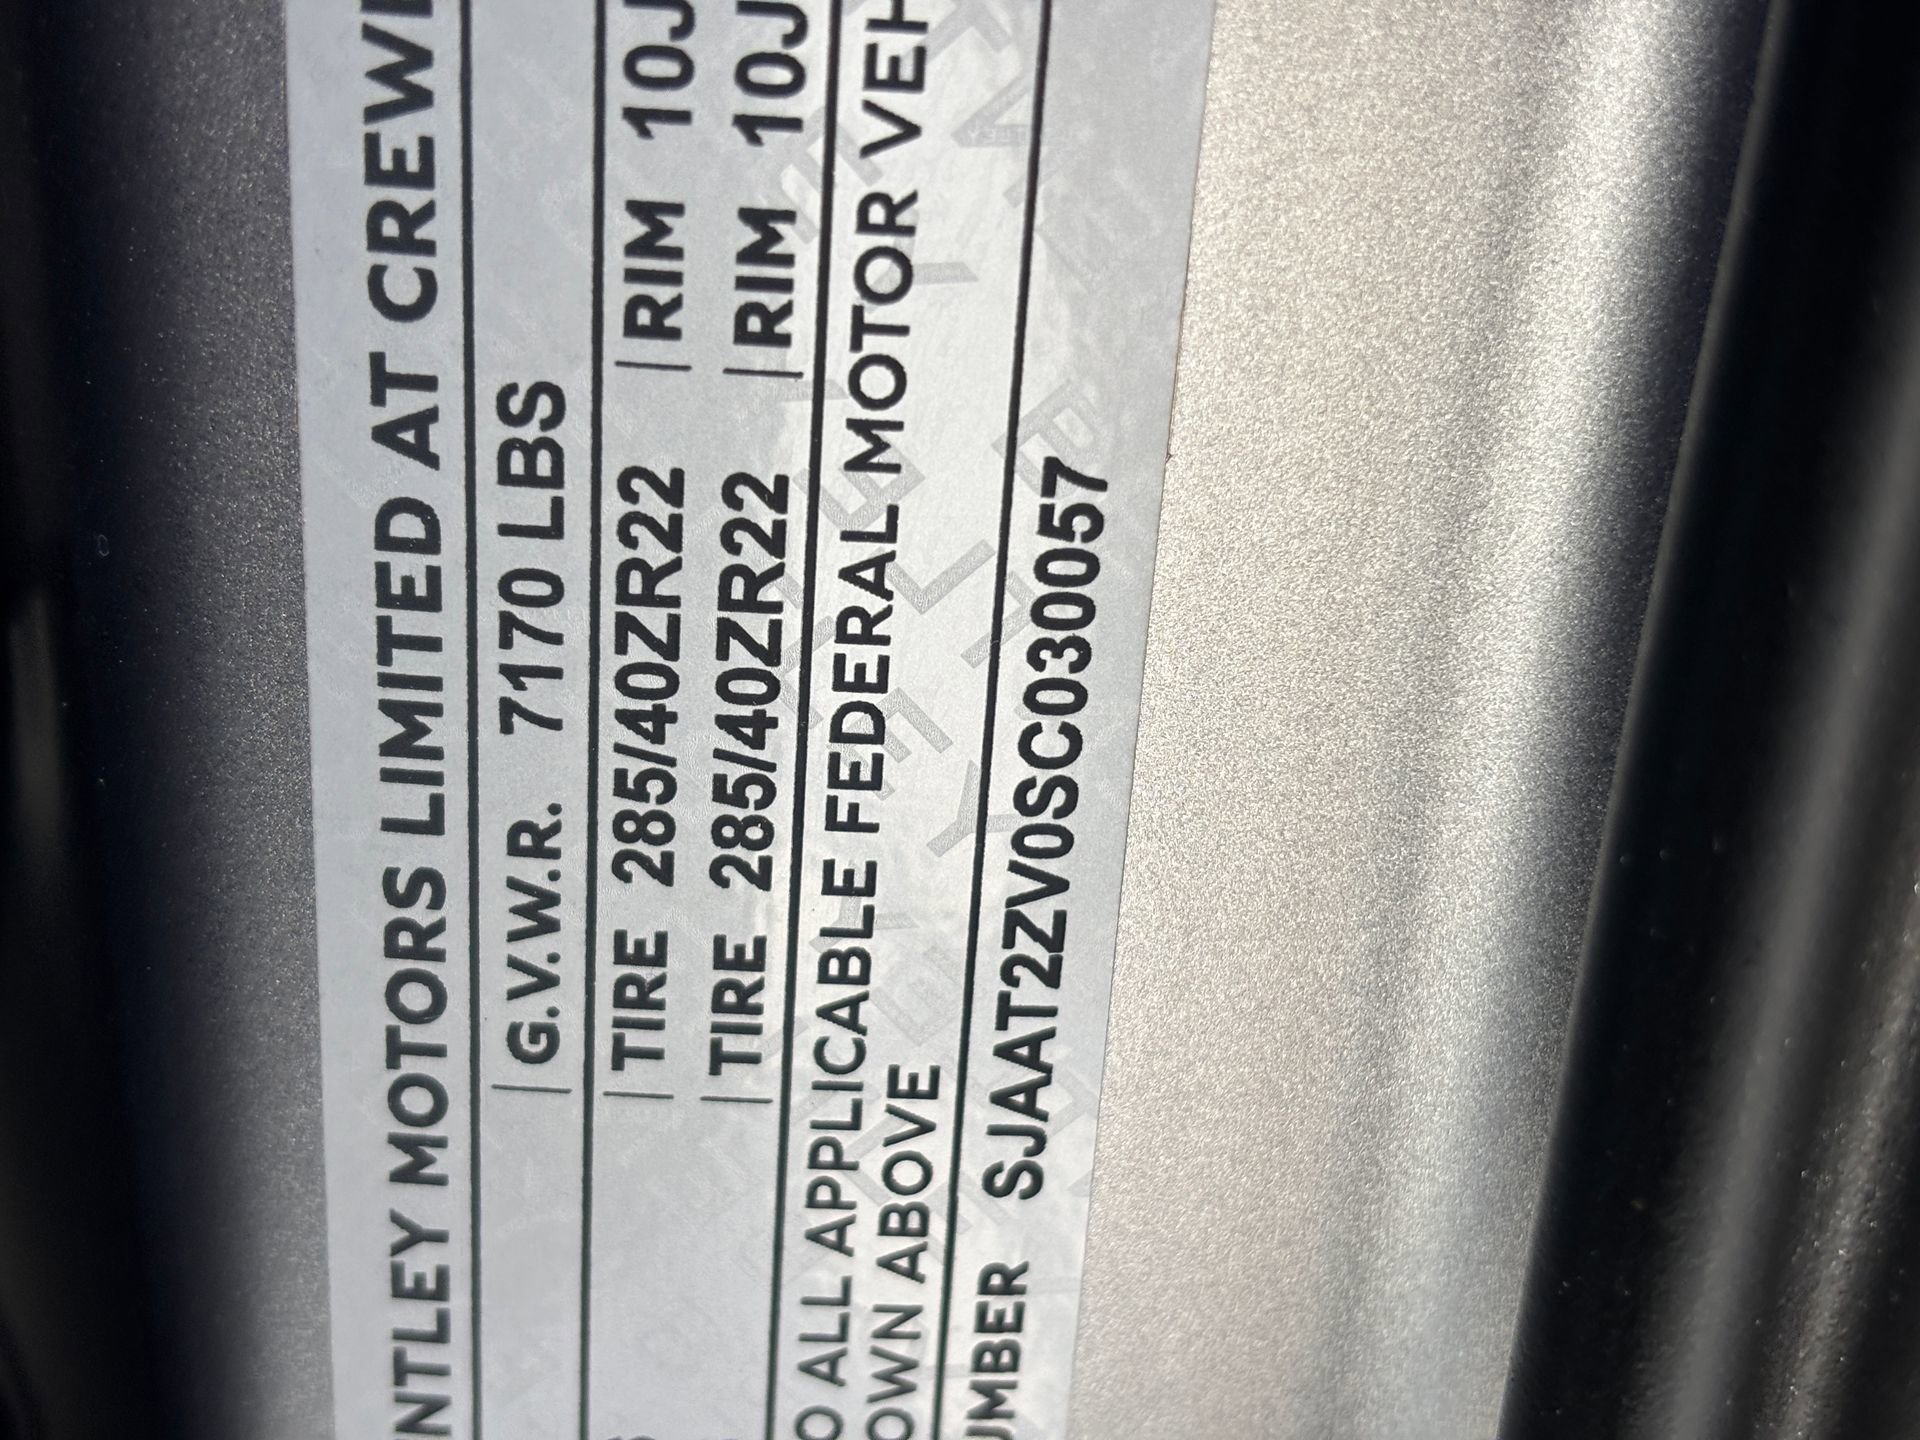 NTLEY MOTORS LIMITED AT CREW
G.V.W.R. 7170 LBS
TIRE 285/40ZR22 RIM 10J
TIRE 285/40ZR22 RIM 10J
O ALL APPLICABLE FEDERAL MOTOR VEH
OWN ABOVE
UMBER SJAAT2ZV0SC030057